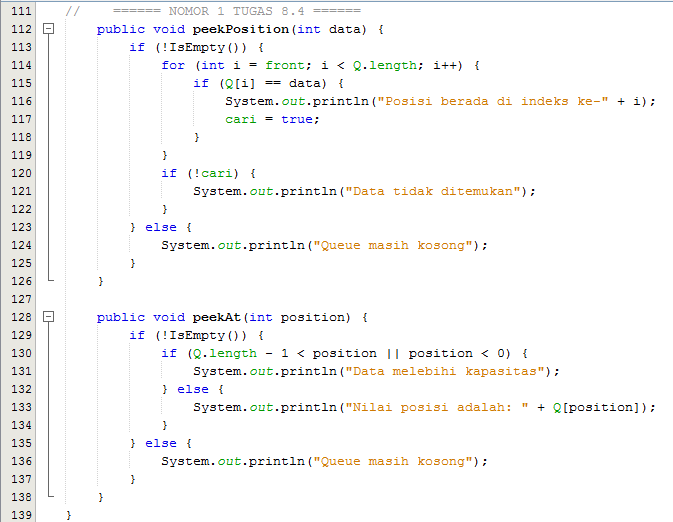 111 // ====== NOMOR 1 TUGAS 8.4 ======
112 public void peekPosition(int data) {
113 if (!IsEmpty()) {
114 for (int i = front; i < Q.length; i++) {
115 if (Q[i] == data) {
116 System.out.println("Posisi berada di indeks ke-" + i);
117 cari = true;
118 }
119 }
120 if (!cari) {
121 System.out.println("Data tidak ditemukan");
122 }
123 } else {
124 System.out.println("Queue masih kosong");
125 }
126 }
127
128 public void peekAt(int position) {
129 if (!IsEmpty()) {
130 if (Q.length - 1 < position || position < 0) {
131 System.out.println("Data melebihi kapasitas");
132 } else {
133 System.out.println("Nilai posisi adalah: " + Q[position]);
134 }
135 } else {
136 System.out.println("Queue masih kosong");
137 }
138 }
139 }